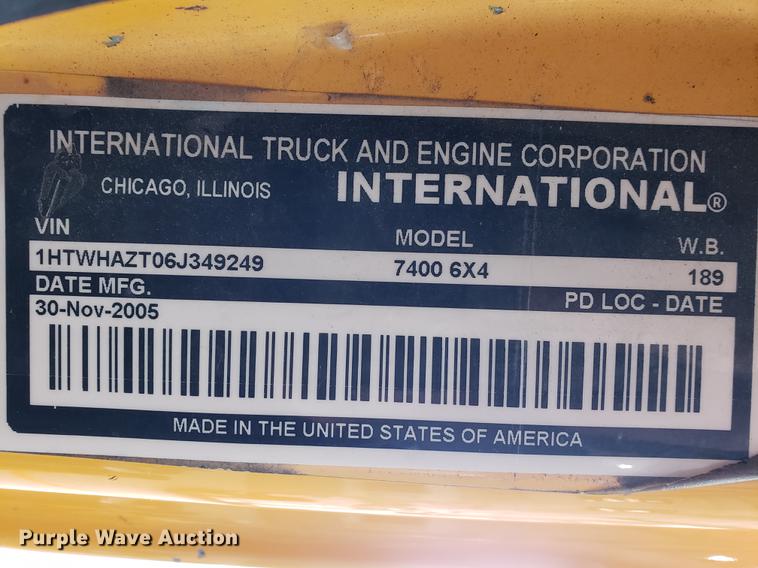 INTERNATIONAL TRUCK AND ENGINE CORPORATION
CHICAGO, ILLINOIS INTERNATIONAL®
VIN MODEL W.B.
1HTWHAZT06J349249 7400 6X4 189
DATE MFG. PD LOC - DATE
30-Nov-2005
MADE IN THE UNITED STATES OF AMERICA
Purple Wave Auction